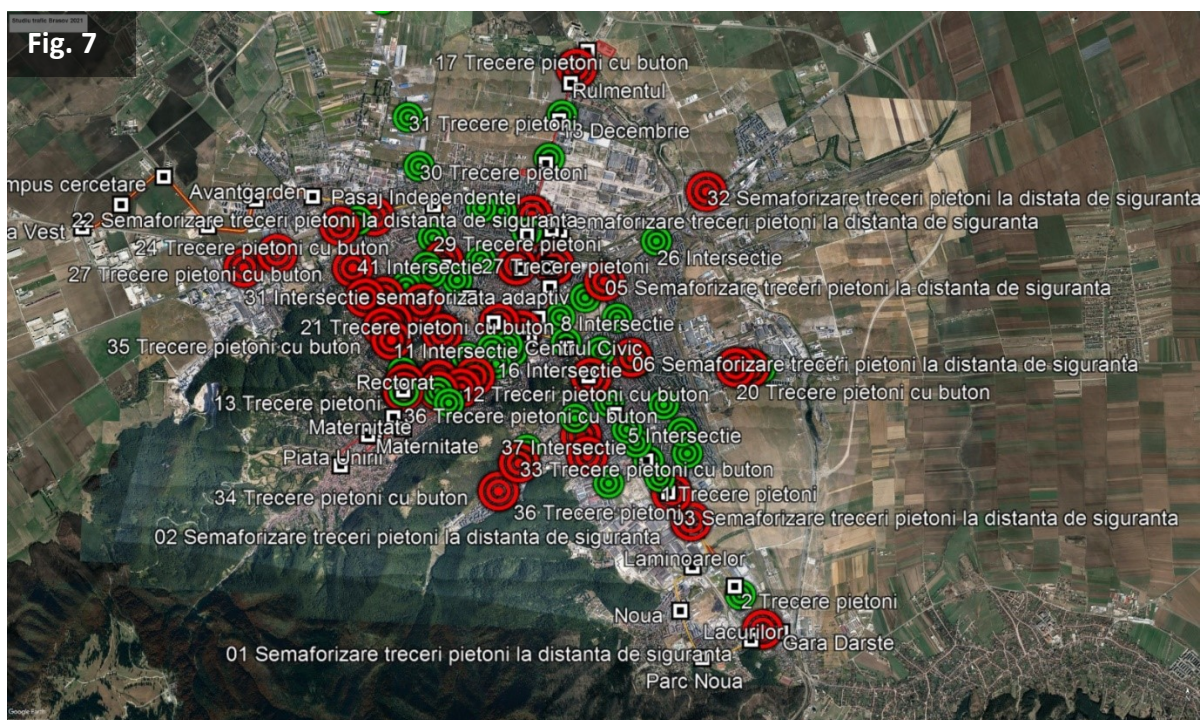 Studiu trafic Brasov 2021
Fig. 7
17 Trecere pietoni cu buton
Rulmentul
31 Trecere pietoni
13 Decembrie
30 Trecere pietoni
mpus cercetare
Avantgarden
Pasaj Independentei
32 Semaforizare treceri pietoni la distata de siguranta
22 Semaforizare treceri pietoni la distanta de siguranta
semaforizare treceri pietoni la distanta de siguranta
a Vest
24 Trecere pietoni cu buton
29 Trecere pietoni
26 Intersectie
27 Trecere pietoni cu buton
41 Intersectie
27 Trecere pietoni
05 Semaforizare treceri pietoni la distanta de siguranta
31 Intersectie semaforizata adaptiv
21 Trecere pietoni cu buton
8 Intersectie
35 Trecere pietoni cu buton
11 Intersectie
Centrul Civic
16 Intersectie
06 Semaforizare treceri pietoni la distanta de siguranta
Rectorat
12 Treceri pietoni cu buton
20 Trecere pietoni cu buton
13 Trecere pietoni
36 Trecere pietoni cu buton
Maternitate
5 Intersectie
Maternitate
37 Intersectie
Piata Unirii
33 Trecere pietoni cu buton
34 Trecere pietoni cu buton
4 Trecere pietoni
36 Trecere pietoni
03 Semaforizare treceri pietoni la distanta de siguranta
02 Semaforizare treceri pietoni la distanta de siguranta
Laminoarelor
2 Trecere pietoni
Noua
Lacurilor
Gara Darste
01 Semaforizare treceri pietoni la distanta de siguranta
Parc Noua
Google Earth